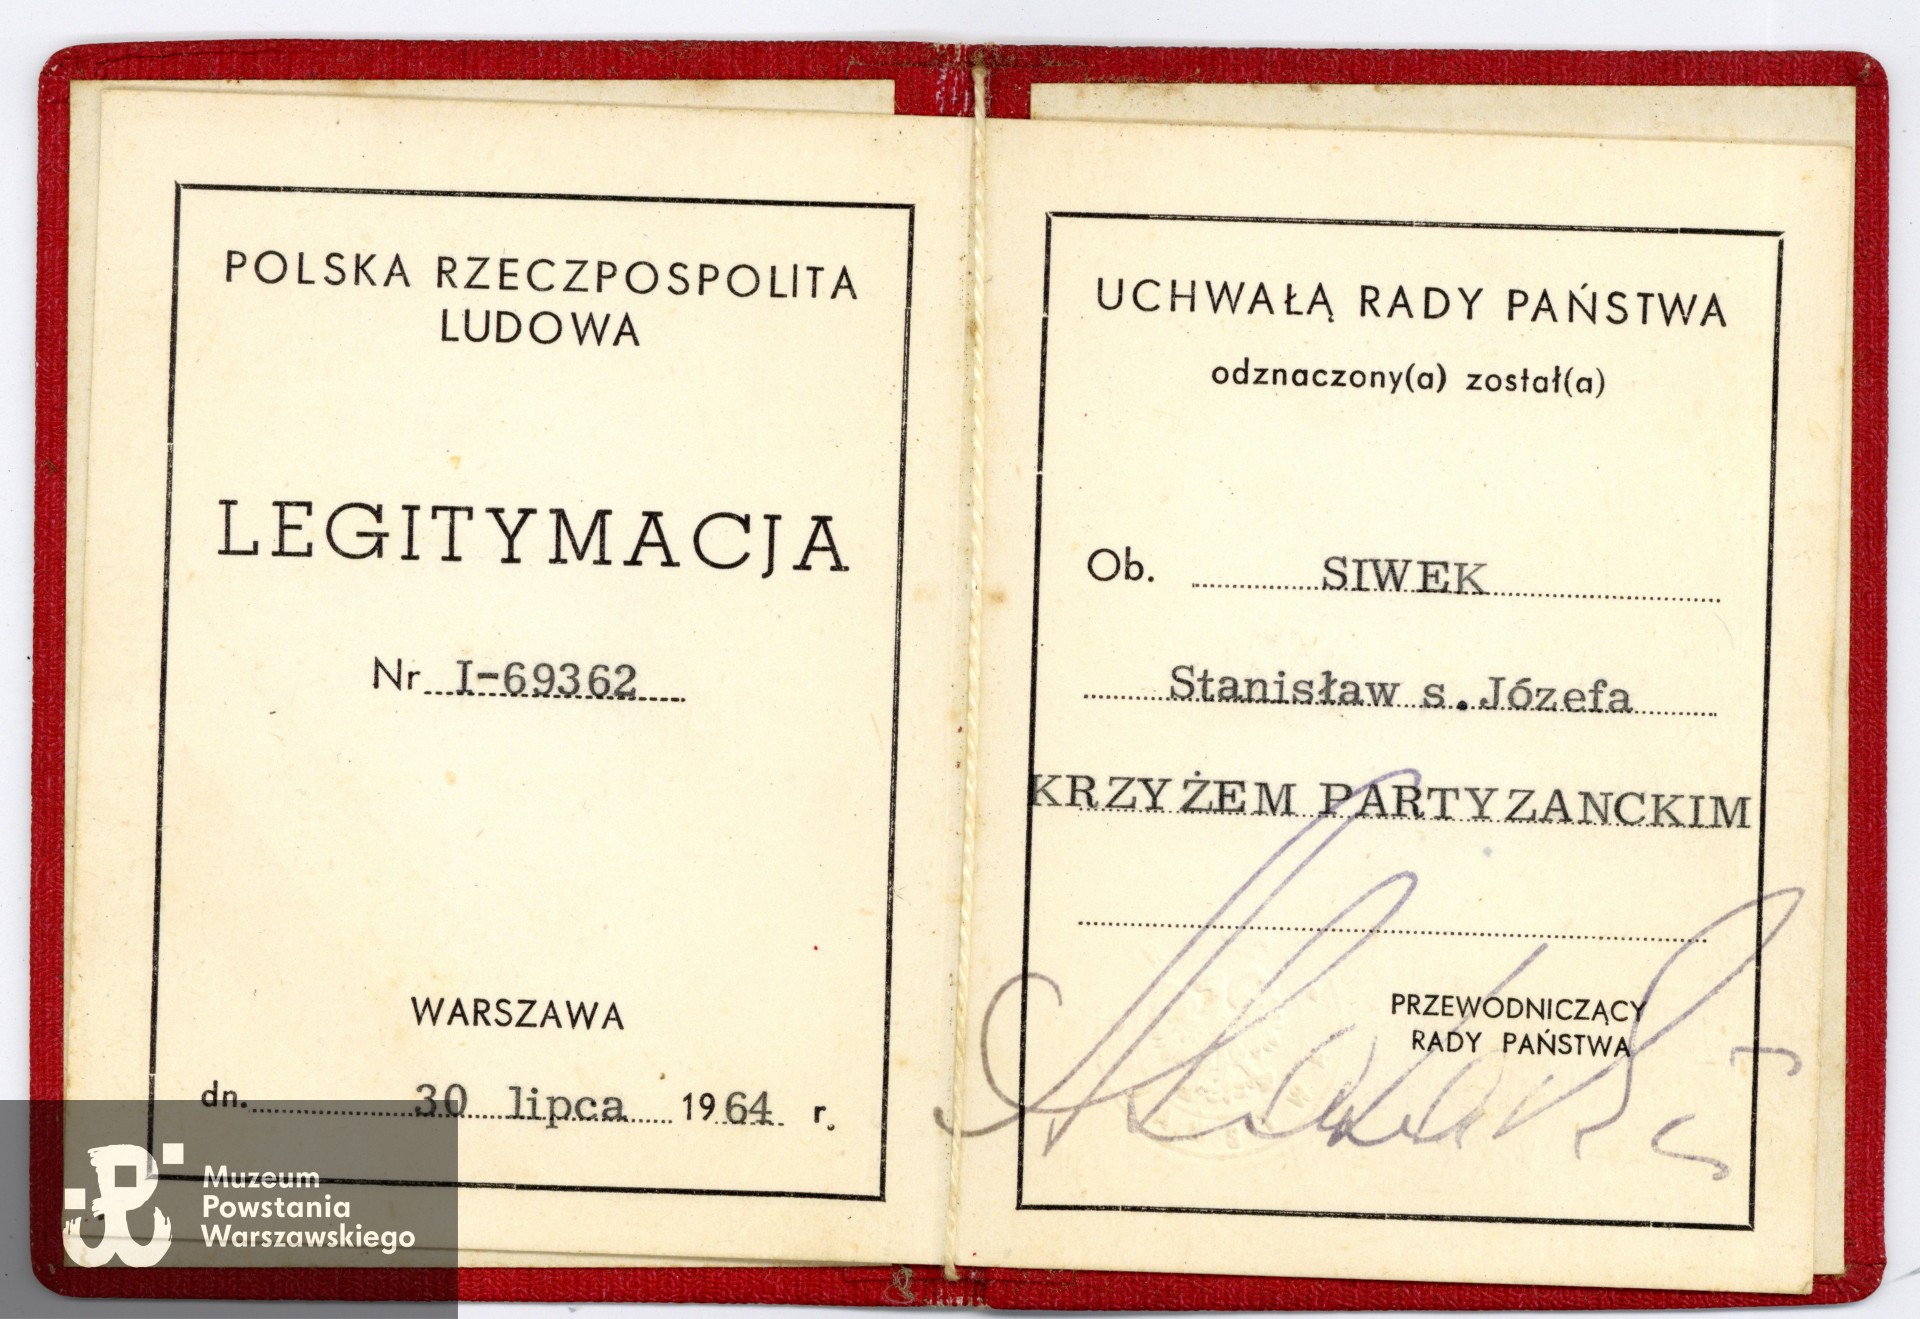 POLSKA RZECZPOSPOLITA
LUDOWA
LEGITYMACJA
Nr I-69362
WARSZAWA
dn. 30 lipca 1964 r.
UCHWAŁĄ RADY PAŃSTWA
odznaczony(a) został(a)
Ob. SIWEK
Stanisław s. Józefa
KRZYŻEM PARTYZANCKIM
PRZEWODNICZĄCY
RADY PAŃSTWA
Muzeum
Powstania
Warszawskiego